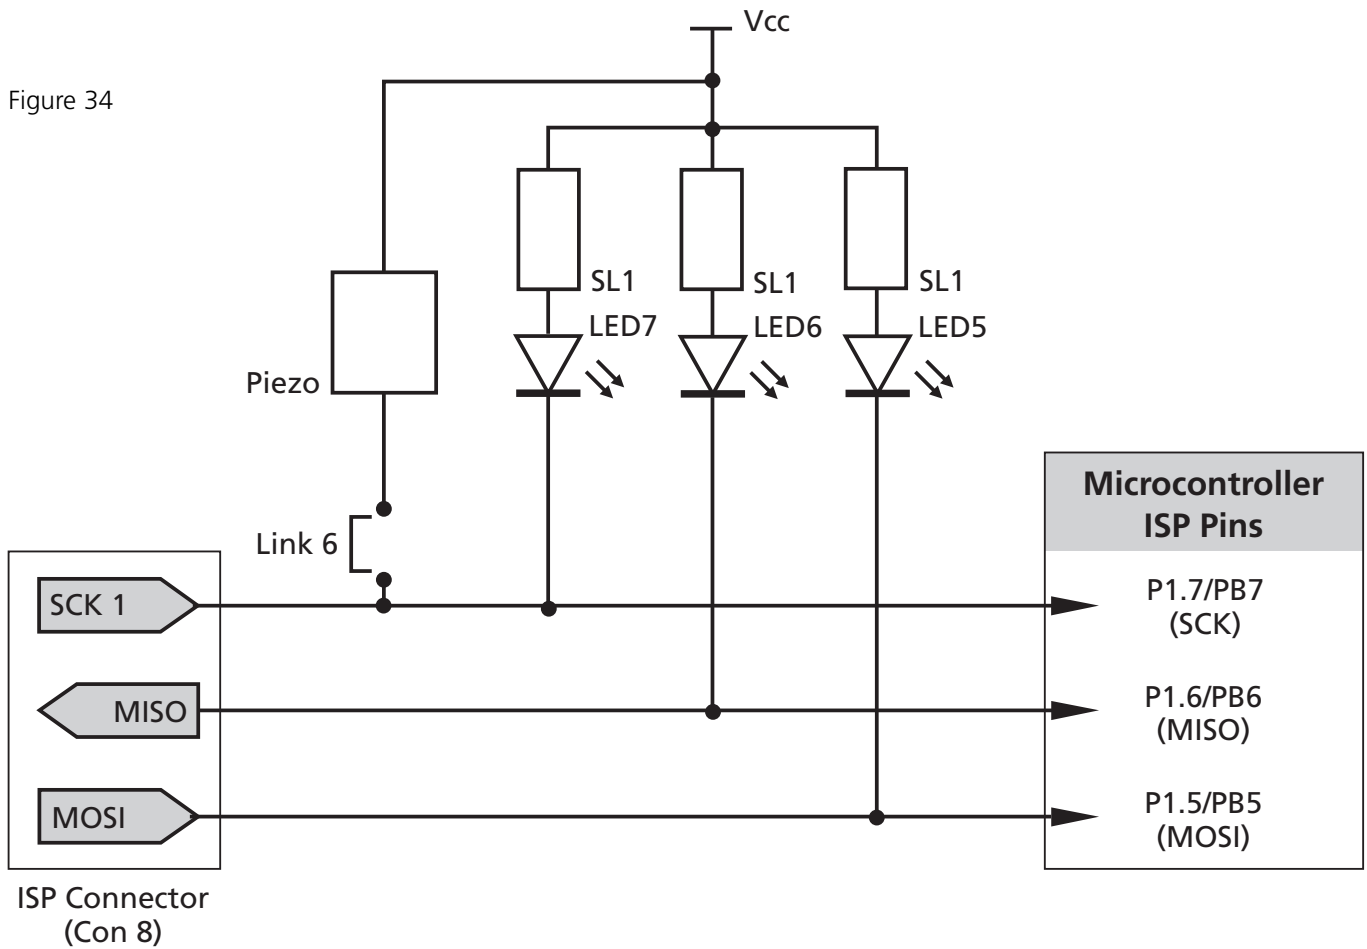 Vcc
Figure 34
SL1
SL1
SL1
LED7
LED6
LED5
Piezo
Link 6
Microcontroller
ISP Pins
SCK 1
P1.7/PB7
(SCK)
MISO
P1.6/PB6
(MISO)
MOSI
P1.5/PB5
(MOSI)
ISP Connector
(Con 8)